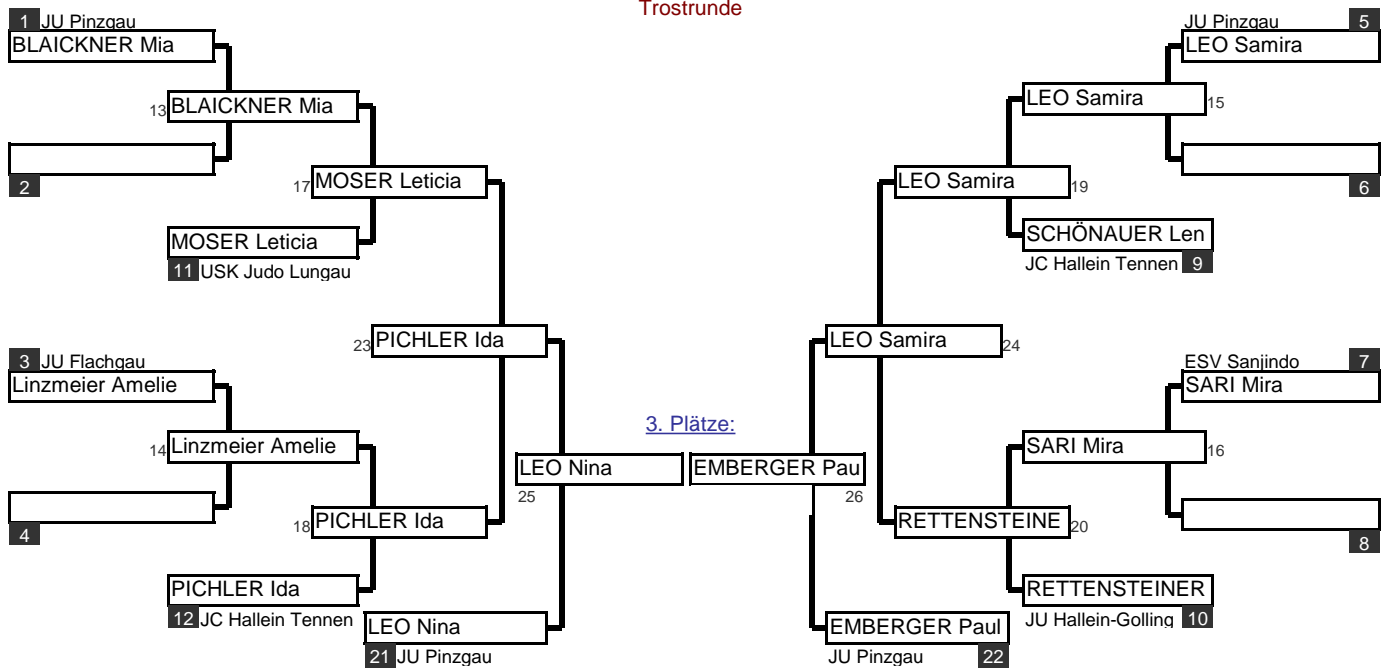 Trostrunde
1 JU Pinzgau
BLAICKNER Mia
13 BLAICKNER Mia
2
17 MOSER Leticia
MOSER Leticia
11 USK Judo Lungau
23 PICHLER Ida
3 JU Flachgau
Linzmeier Amelie
14 Linzmeier Amelie
4
18 PICHLER Ida
PICHLER Ida
12 JC Hallein Tennen
LEO Nina
25
LEO Nina
21 JU Pinzgau
3. Plätze:
JU Pinzgau 5
LEO Samira
LEO Samira 15
6
LEO Samira 19
SCHÖNAUER Len
JC Hallein Tennen 9
LEO Samira 24
ESV Sanjindo 7
SARI Mira
SARI Mira 16
8
EMBERGER Pau
26
RETTENSTEINE 20
RETTENSTEINER
JU Hallein-Golling 10
EMBERGER Paul
JU Pinzgau 22